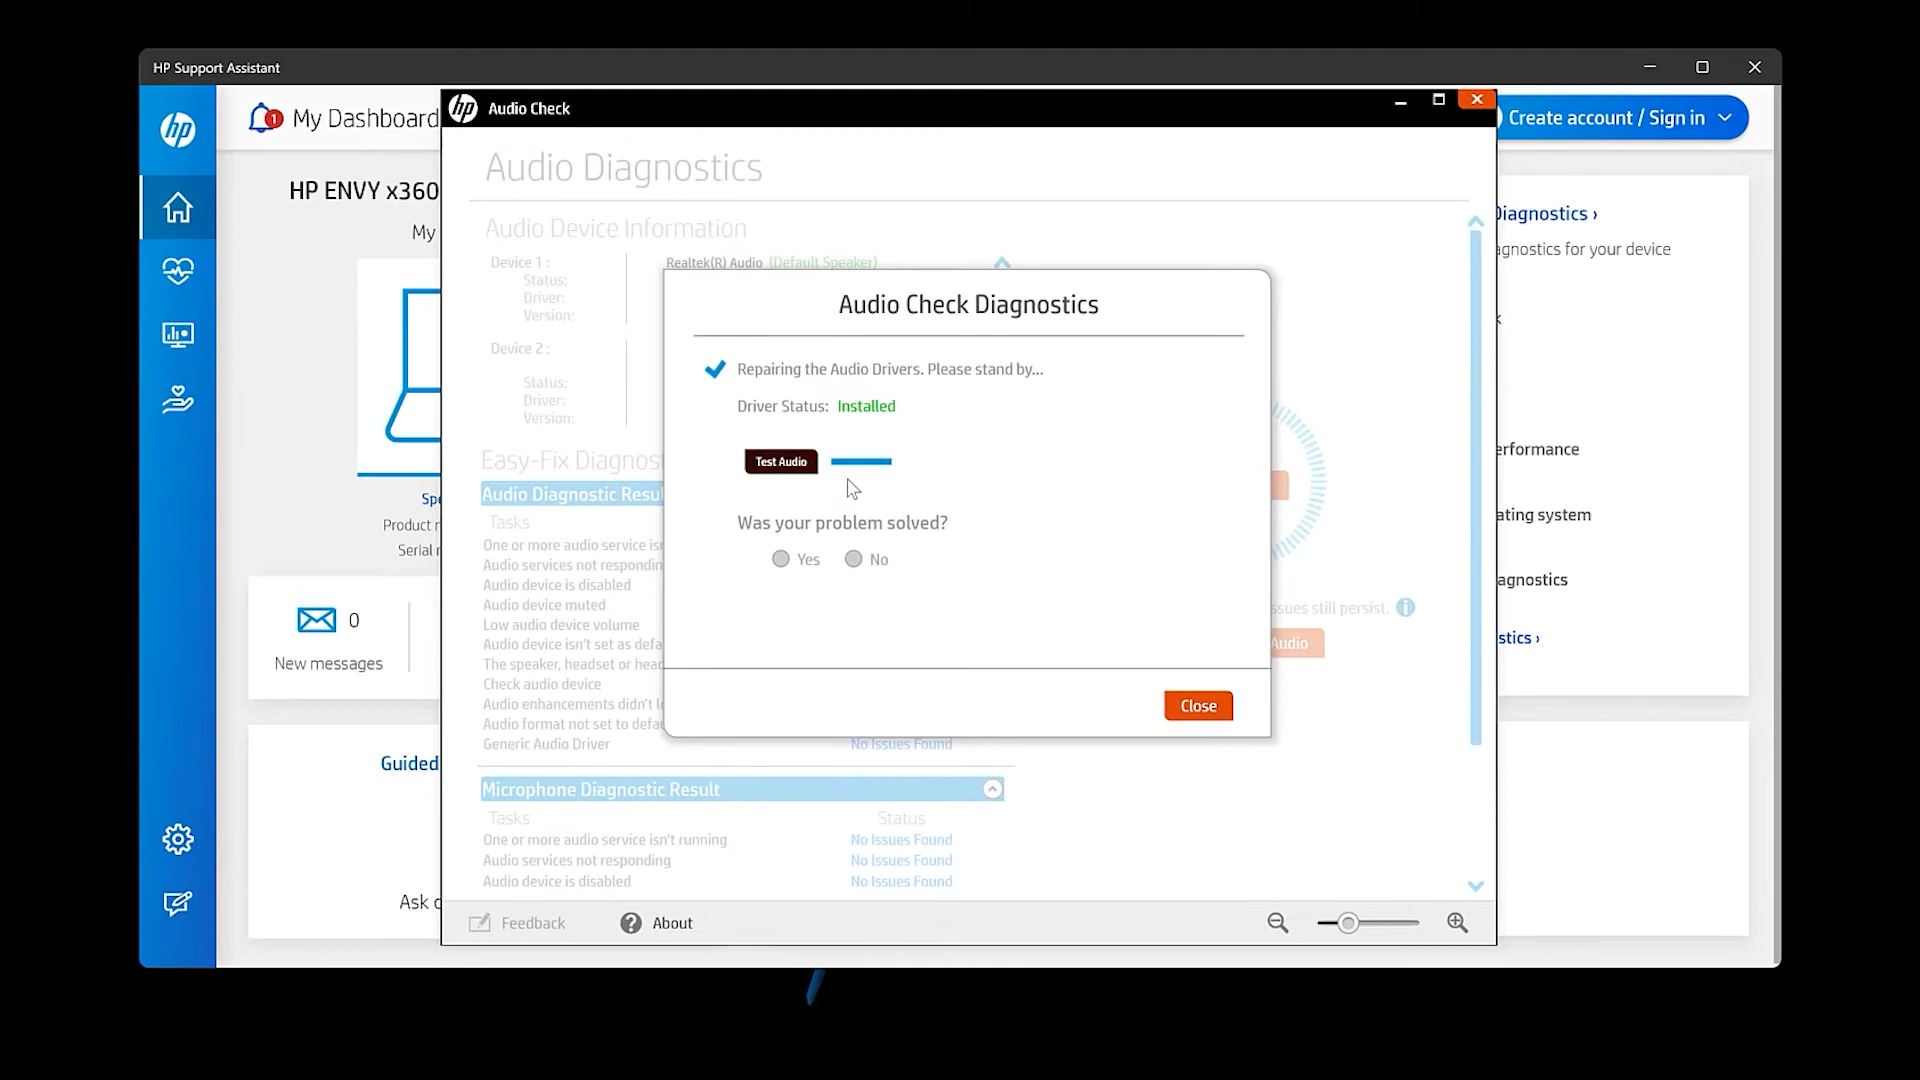 HP Support Assistant
hp
1
My Dashboard
hp Audio Check
Create account / Sign in
HP ENVY x360
My
Spe
Product n
Serial n
0
New messages
Guided
Ask
Audio Diagnostics
Audio Device Information
Device 1 :
Realtek(R) Audio (Default Speaker)
Status:
Driver:
Version:
Device 2 :
Status:
Driver:
Version:
Easy-Fix Diagnos
Audio Diagnostic Resul
Tasks
One or more audio service isn
Audio services not respondin
Audio device is disabled
Audio device muted
Low audio device volume
Audio device isn't set as defa
The speaker, headset or head
Check audio device
Audio enhancements didn't l
Audio format not set to defa
Generic Audio Driver
No Issues Found
Microphone Diagnostic Result
Tasks
Status
One or more audio service isn't running
No Issues Found
Audio services not responding
No Issues Found
Audio device is disabled
No Issues Found
Audio Check Diagnostics
Repairing the Audio Drivers. Please stand by...
Driver Status: Installed
Test Audio
Was your problem solved?
Yes
No
Close
ssues still persist.
Audio
Feedback
About
Diagnostics ›
agnostics for your device
k
erformance
ating system
agnostics
stics ›